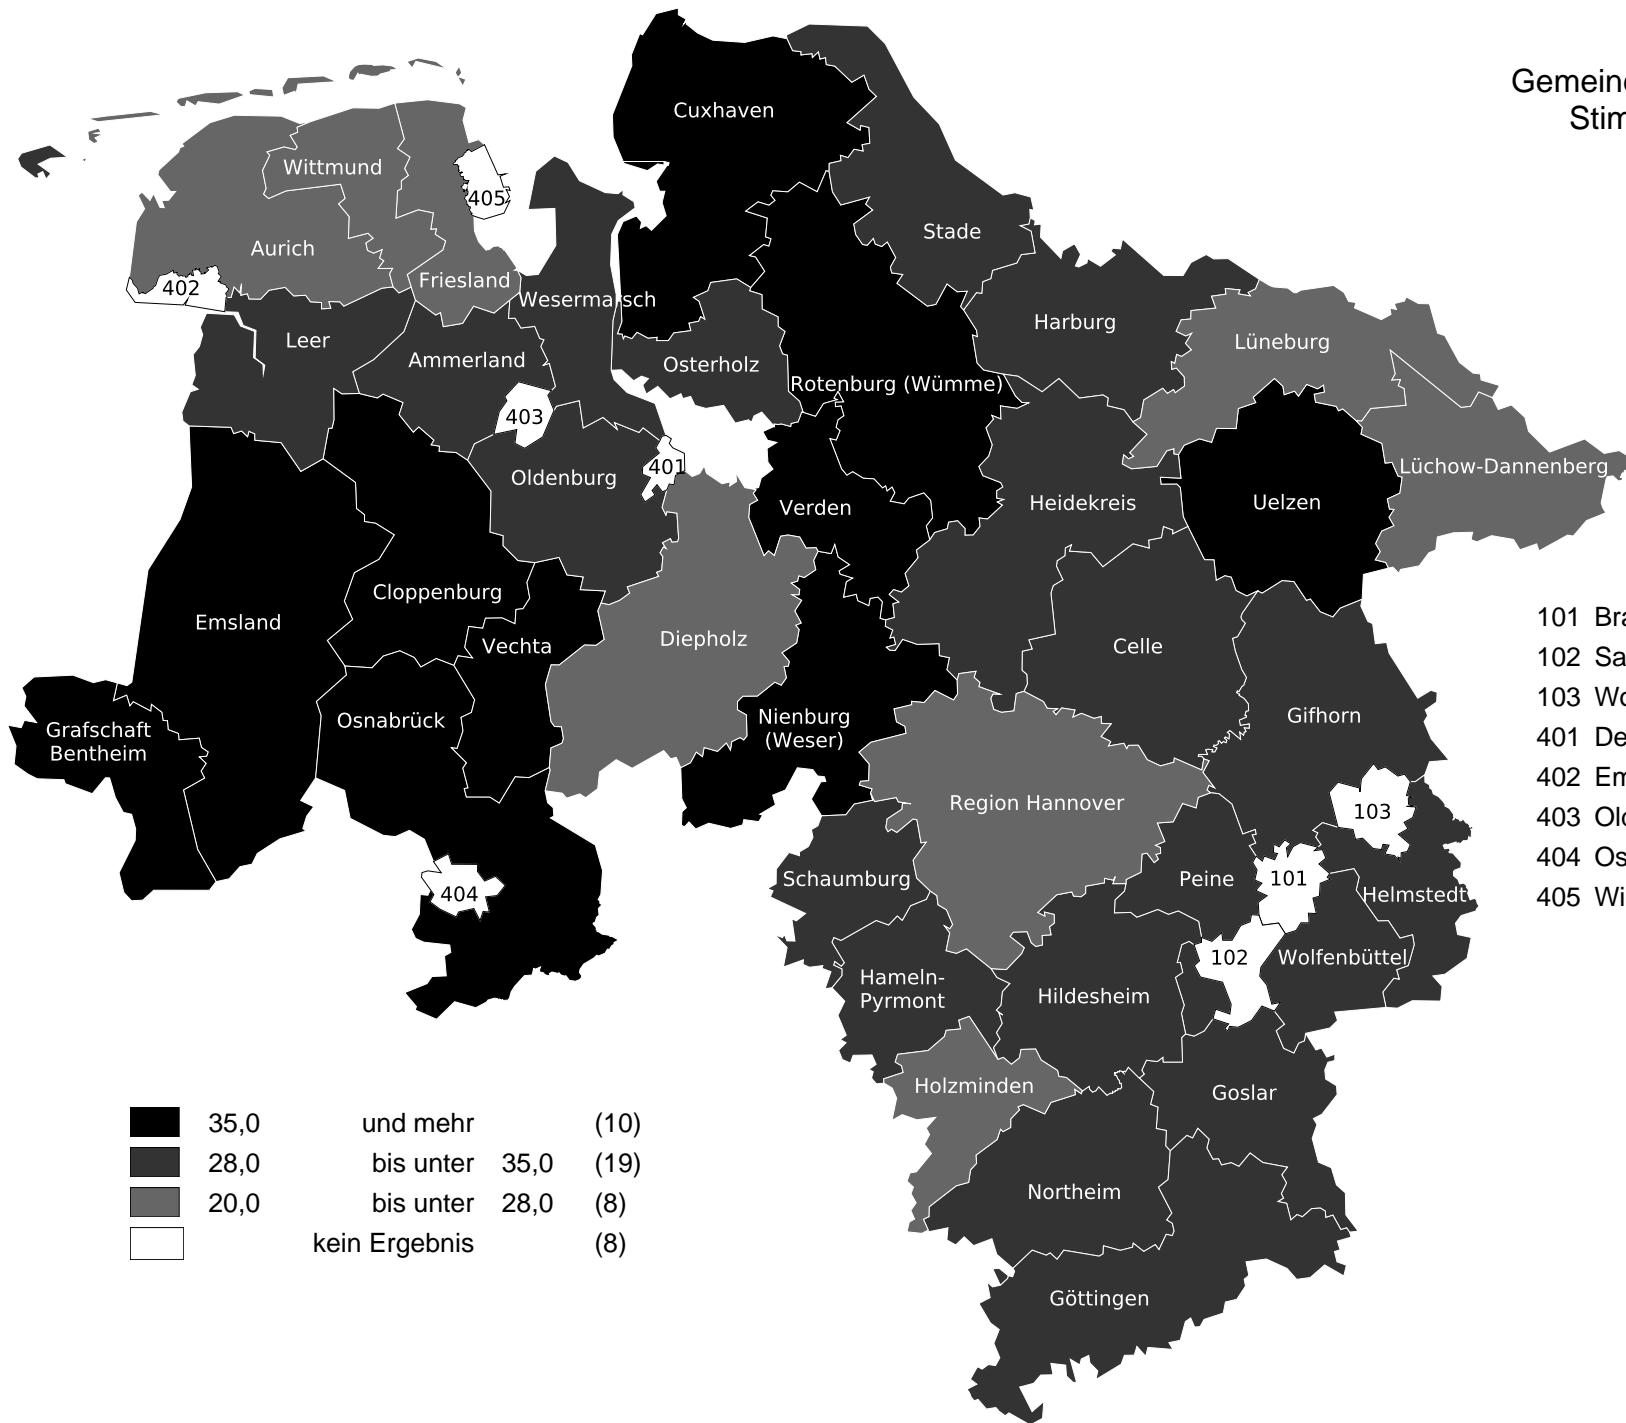 Gemein
Stim
Cuxhaven
Wittmund
405
Stade
Aurich
Friesland
402
Wesermarsch
Harburg
Leer
Lüneburg
Ammerland
Osterholz
Rotenburg (Wümme)
403
401
Lüchow-Dannenberg
Oldenburg
Heidekreis
Uelzen
Verden
Cloppenburg
Emsland
Diepholz
Vechta
Celle
Osnabrück
Nienburg
(Weser)
Gifhorn
Grafschaft
Bentheim
Region Hannover
103
Schaumburg
Peine
101
Helmstedt
404
102
Wolfenbüttel
Hameln-
Pyrmont
Hildesheim
Holzminden
Goslar
Northeim
Göttingen
101 Bra
102 Sa
103 Wo
401 De
402 Em
403 Old
404 Os
405 Wi
35,0 und mehr (10)
28,0 bis unter 35,0 (19)
20,0 bis unter 28,0 (8)
kein Ergebnis (8)